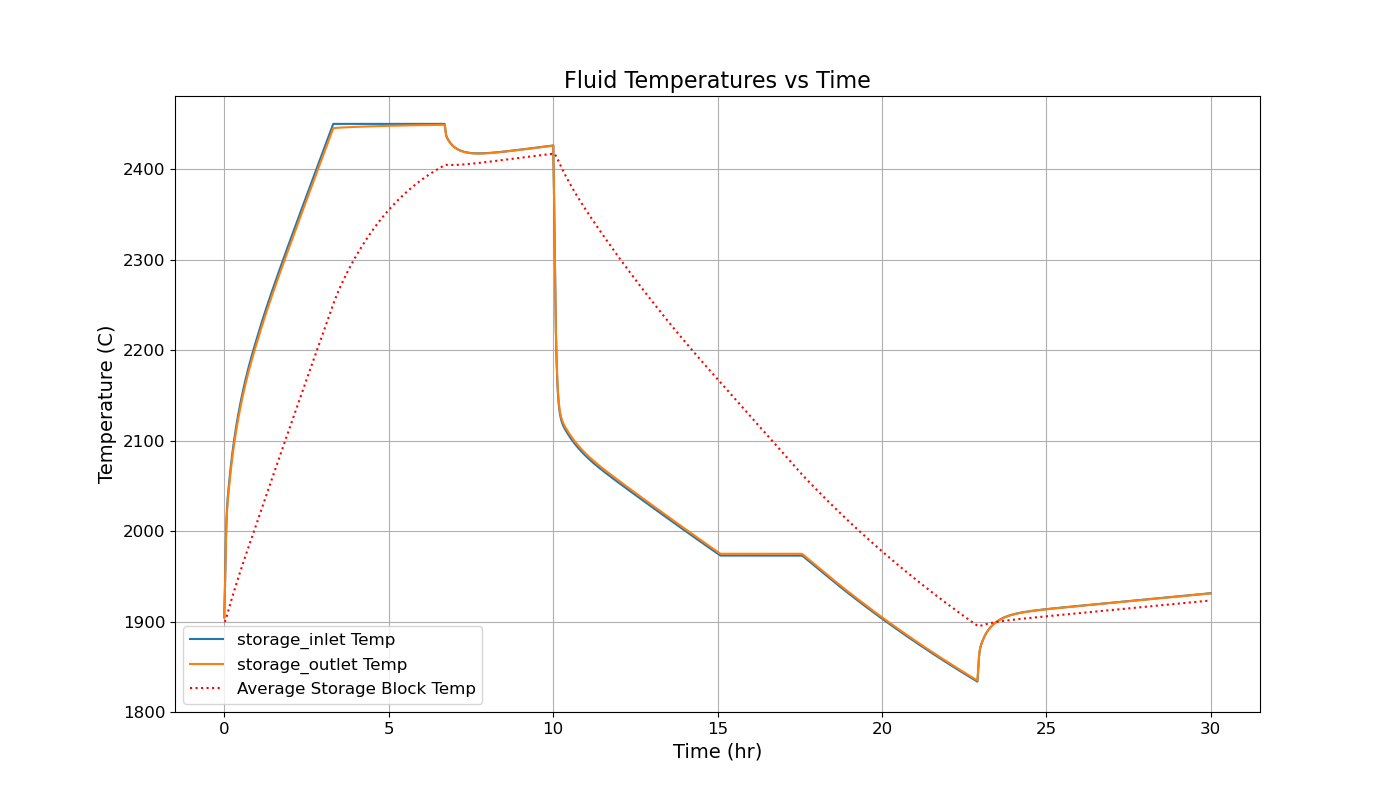 Fluid Temperatures vs Time
Temperature (C)
2400
2300
2200
2100
2000
1900
1800
storage_inlet Temp
storage_outlet Temp
Average Storage Block Temp
0 5 10 15 20 25 30
Time (hr)